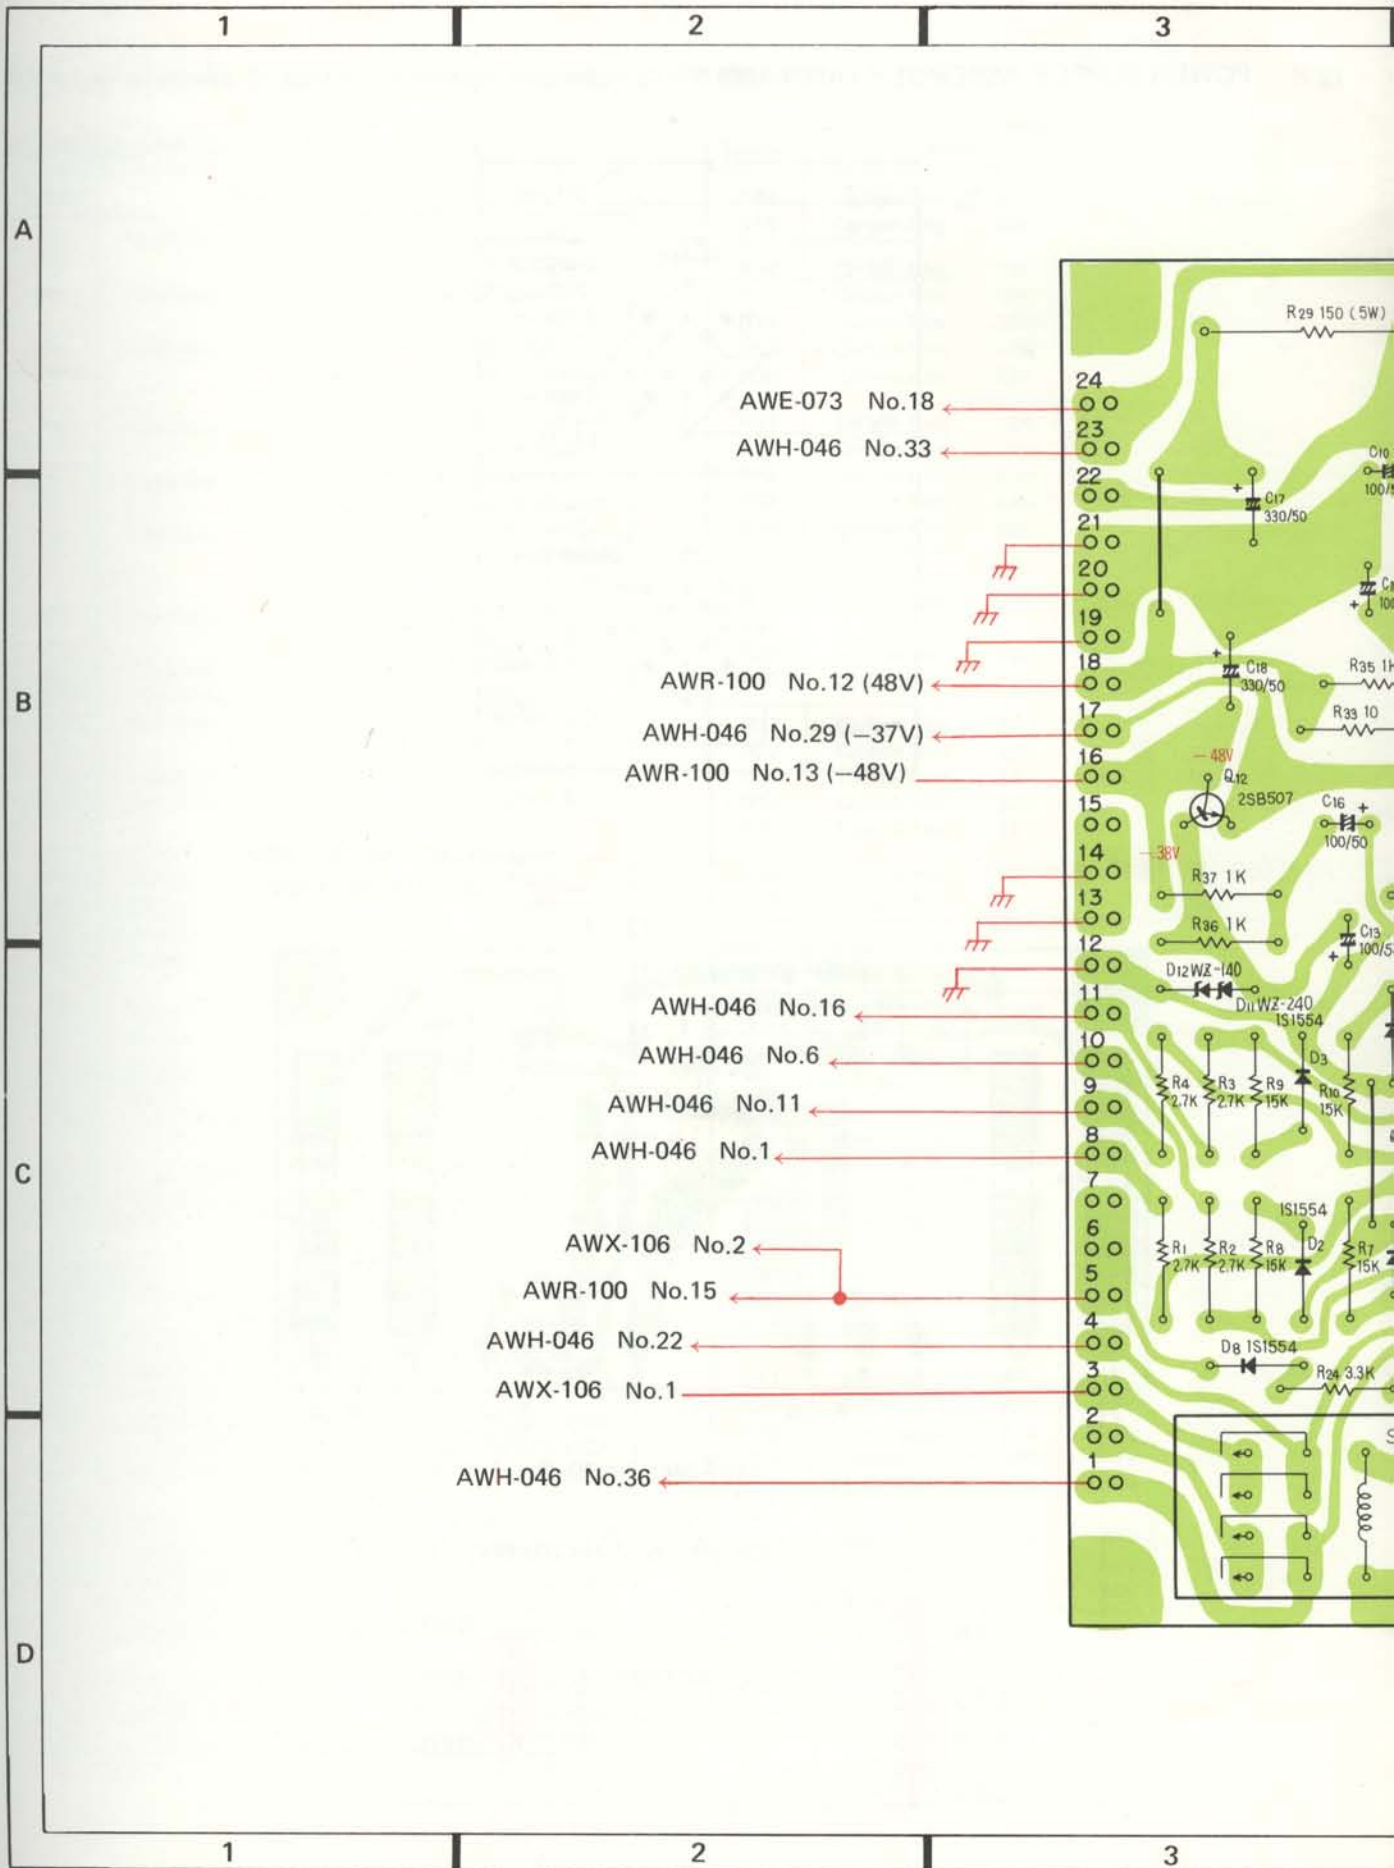 1 2 3
A
R29 150 (5W)
24
AWE-073 No.18
23
AWH-046 No.33
C10
22
C17
330/50
21
20
19
18
C18
330/50
R35 1K
AWR-100 No.12 (48V)
B
17
R33 10
AWH-046 No.29 (−37V)
16
−48V
AWR-100 No.13 (−48V)
Q12
2SB507
15
C16
100/50
14
−38V
R37 1K
13
R36 1K
C13
12
D12 WZ-140
11
D11 WZ-240
AWH-046 No.16
1S1554
10
AWH-046 No.6
D3
9
R4 2.7K
R3 2.7K
R9 15K
R10 15K
AWH-046 No.11
8
AWH-046 No.1
C
7
1S1554
6
AWX-106 No.2
R1 2.7K
R2 2.7K
R8 15K
D2
R7 15K
5
AWR-100 No.15
4
AWH-046 No.22
D8 1S1554
3
R24 3.3K
AWX-106 No.1
2
S
1
AWH-046 No.36
D
1 2 3